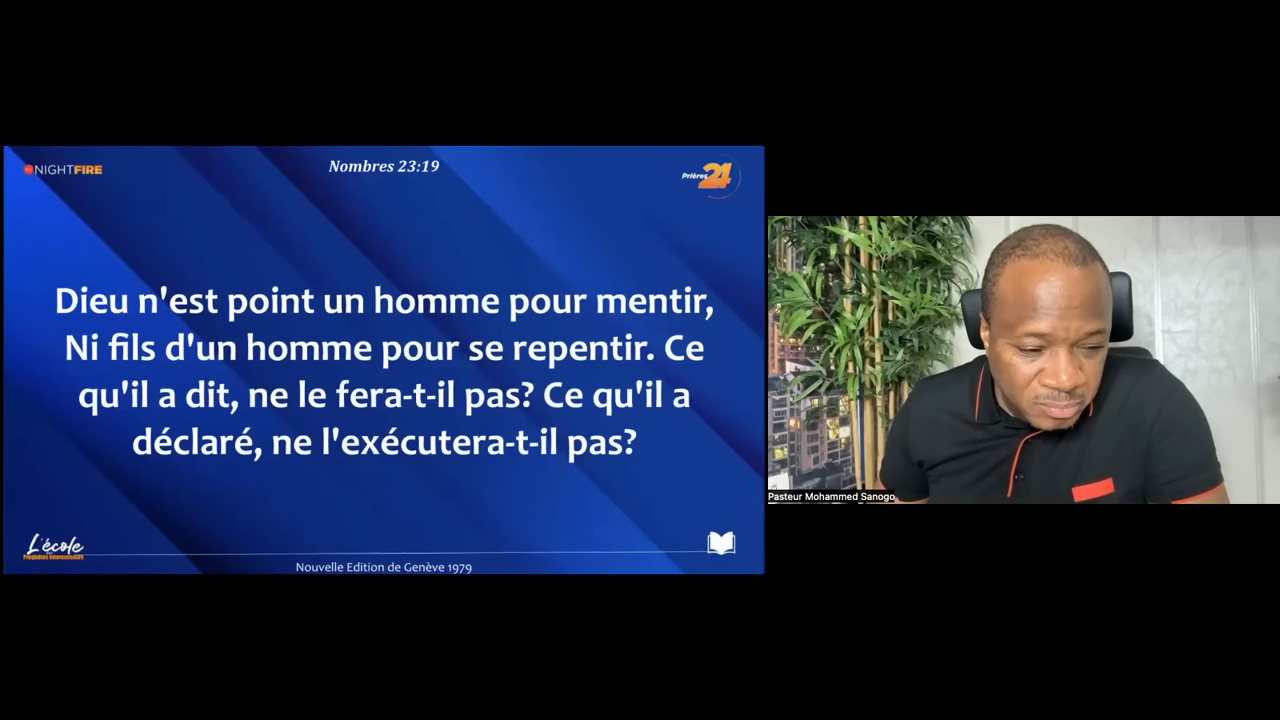 NIGHTFIRE
Nombres 23:19
Prières 24
Dieu n'est point un homme pour mentir,
Ni fils d'un homme pour se repentir. Ce
qu'il a dit, ne le fera-t-il pas? Ce qu'il a
déclaré, ne l'exécutera-t-il pas?
L'école
Nouvelle Edition de Genève 1979
Pasteur Mohammed Sanogo